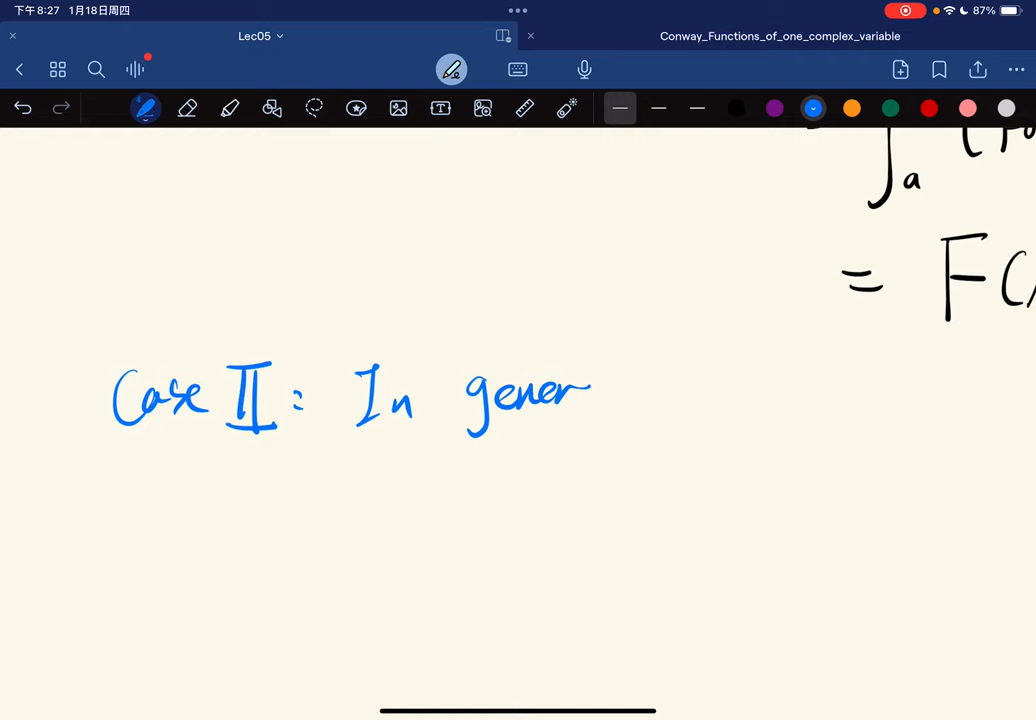 下午8:27 1月18日周四
87%
Lec05
Conway_Functions_of_one_complex_variable
∫a
= F(
Case II: In gener